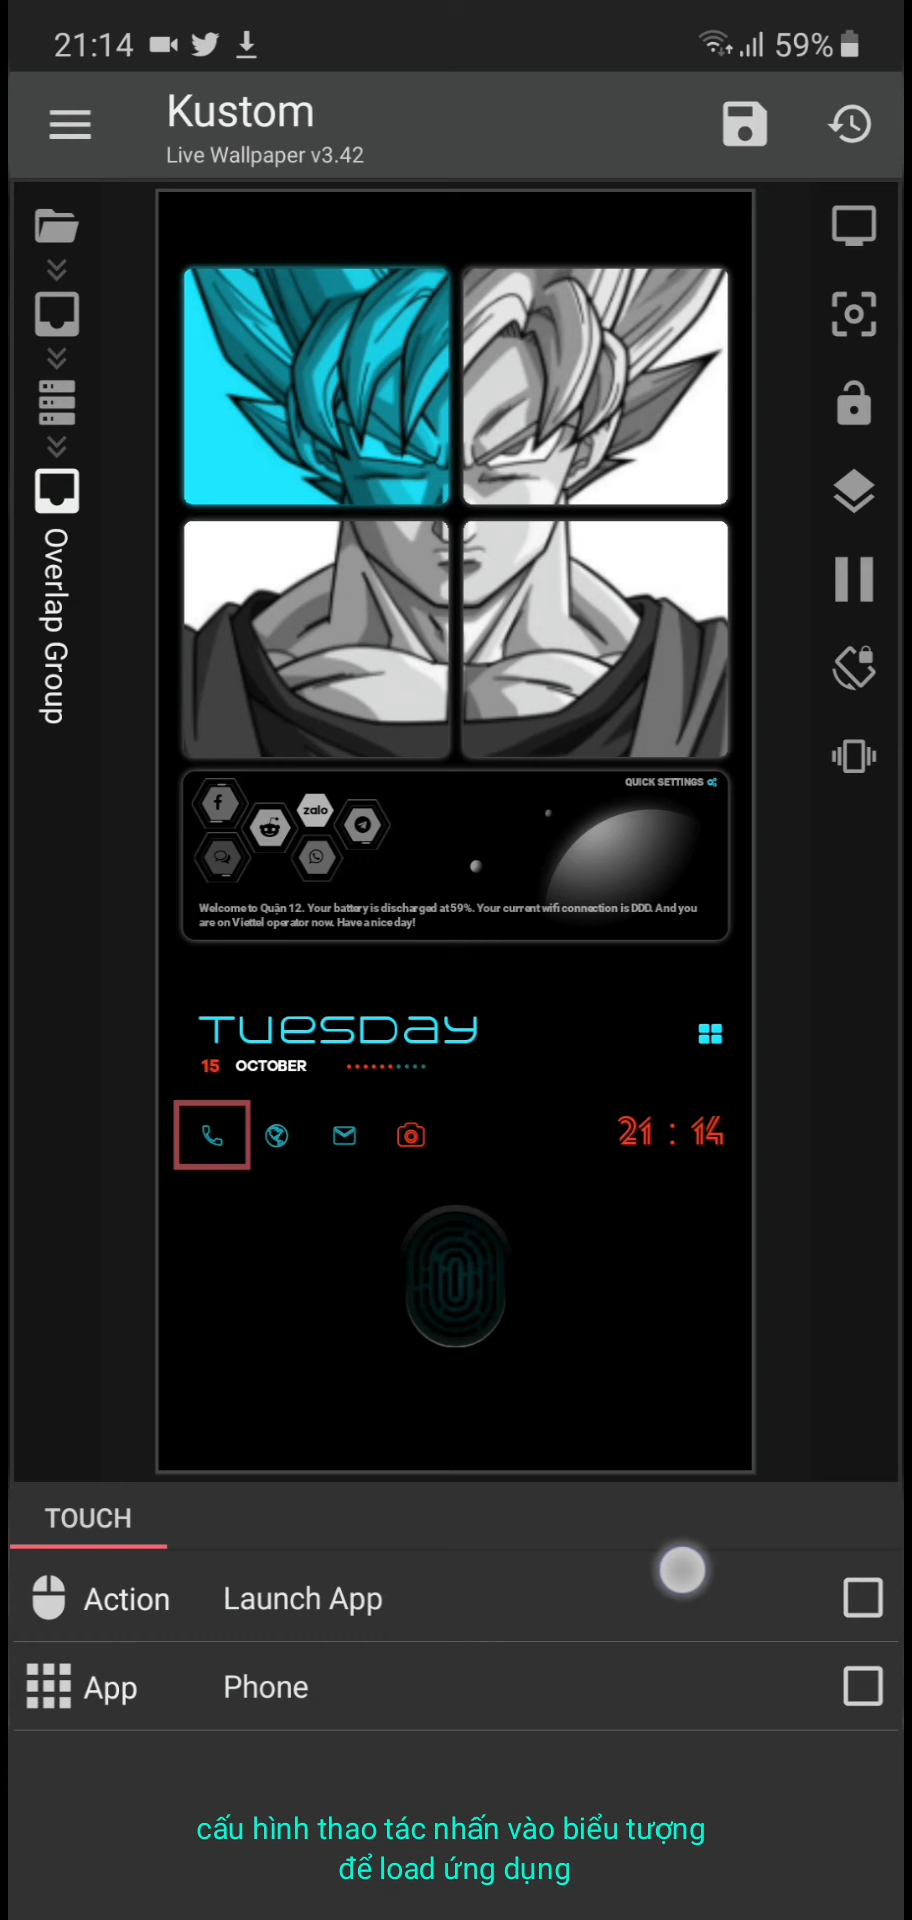 21:14
59%
Kustom
Live Wallpaper v3.42
Overlap Group
QUICK SETTINGS
zalo
Welcome to Quận 12. Your battery is discharged at 59%. Your current wifi connection is DDD. And you
are on Viettel operator now. Have a nice day!
TUESDAY
15 OCTOBER
21 : 14
TOUCH
Action Launch App
App Phone
cấu hình thao tác nhấn vào biểu tượng
để load ứng dụng